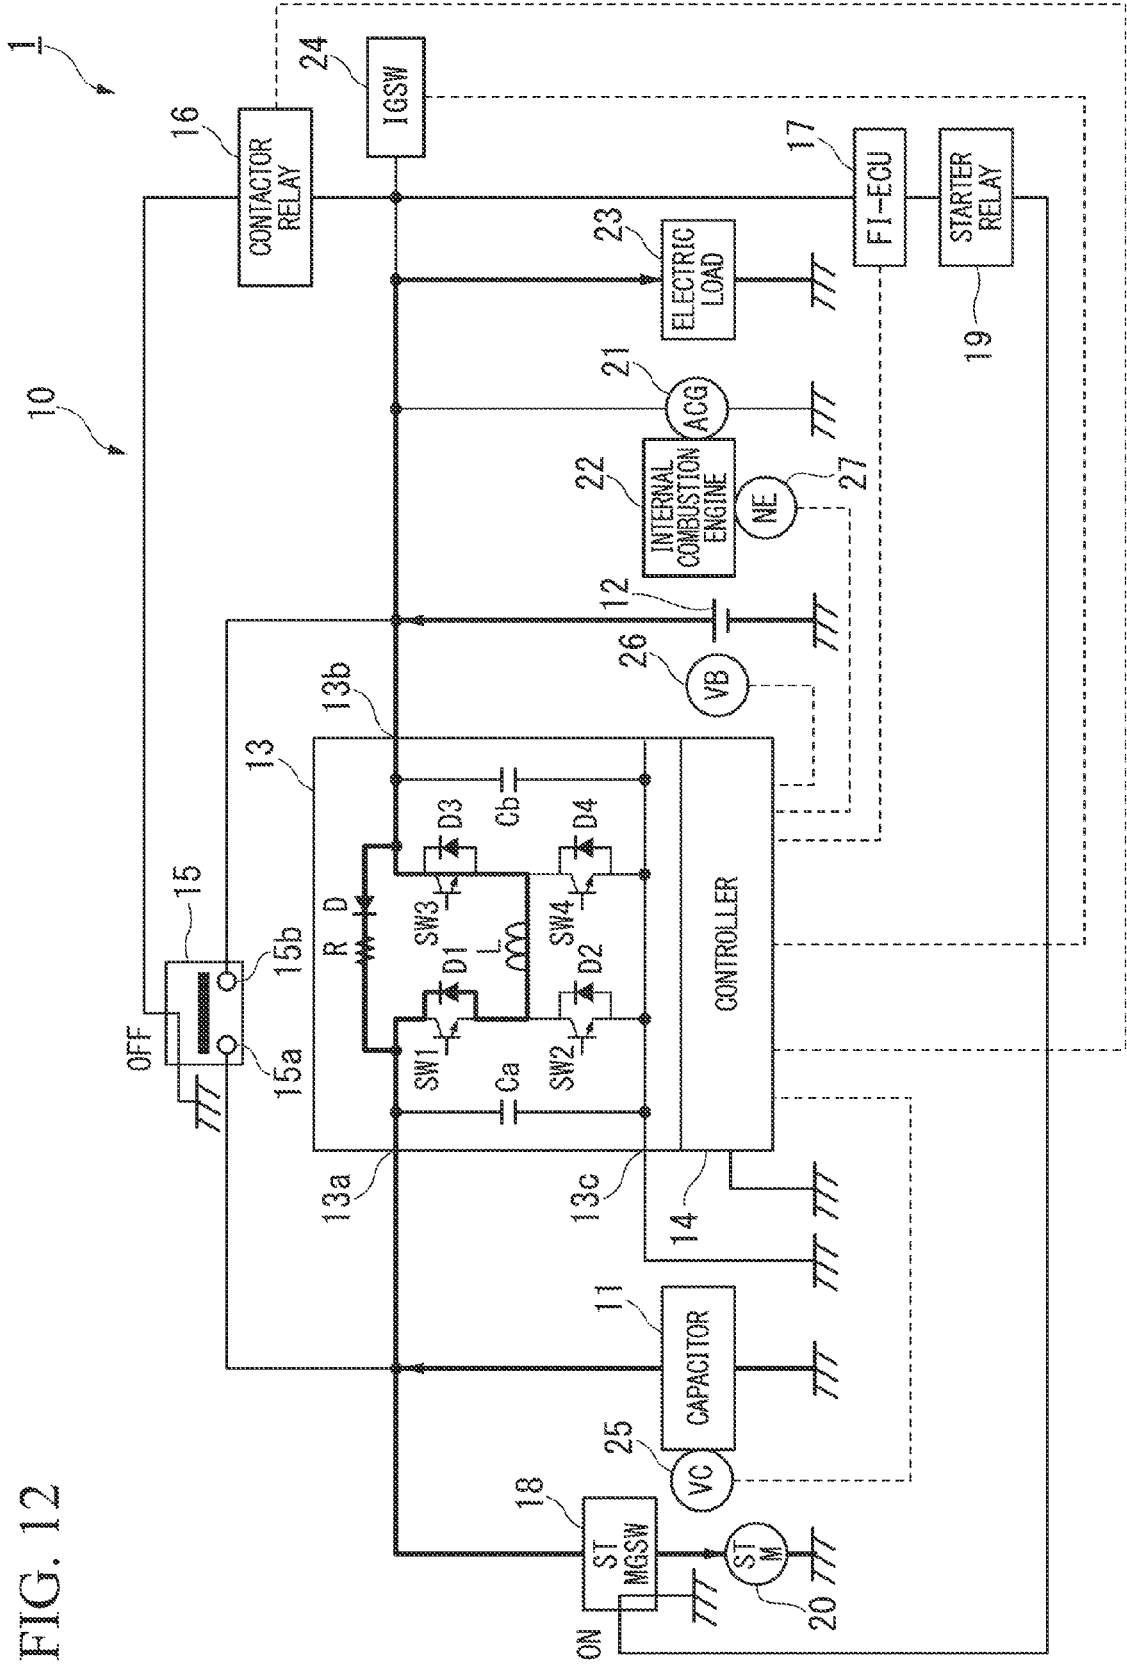 FIG. 12
1
10
OFF
15
15a
15b
CONTACTOR
RELAY
16
24
IGSW
13
13a
13b
13c
R
D
SW1
D1
SW3
D3
L
Ca
Cb
SW2
D2
SW4
D4
CONTROLLER
14
ON
18
ST
MGSW
ST
M
20
25
VC
11
CAPACITOR
26
VB
12
22
INTERNAL
COMBUSTION
ENGINE
NE
27
21
ACG
23
ELECTRIC
LOAD
17
FI-ECU
STARTER
RELAY
19